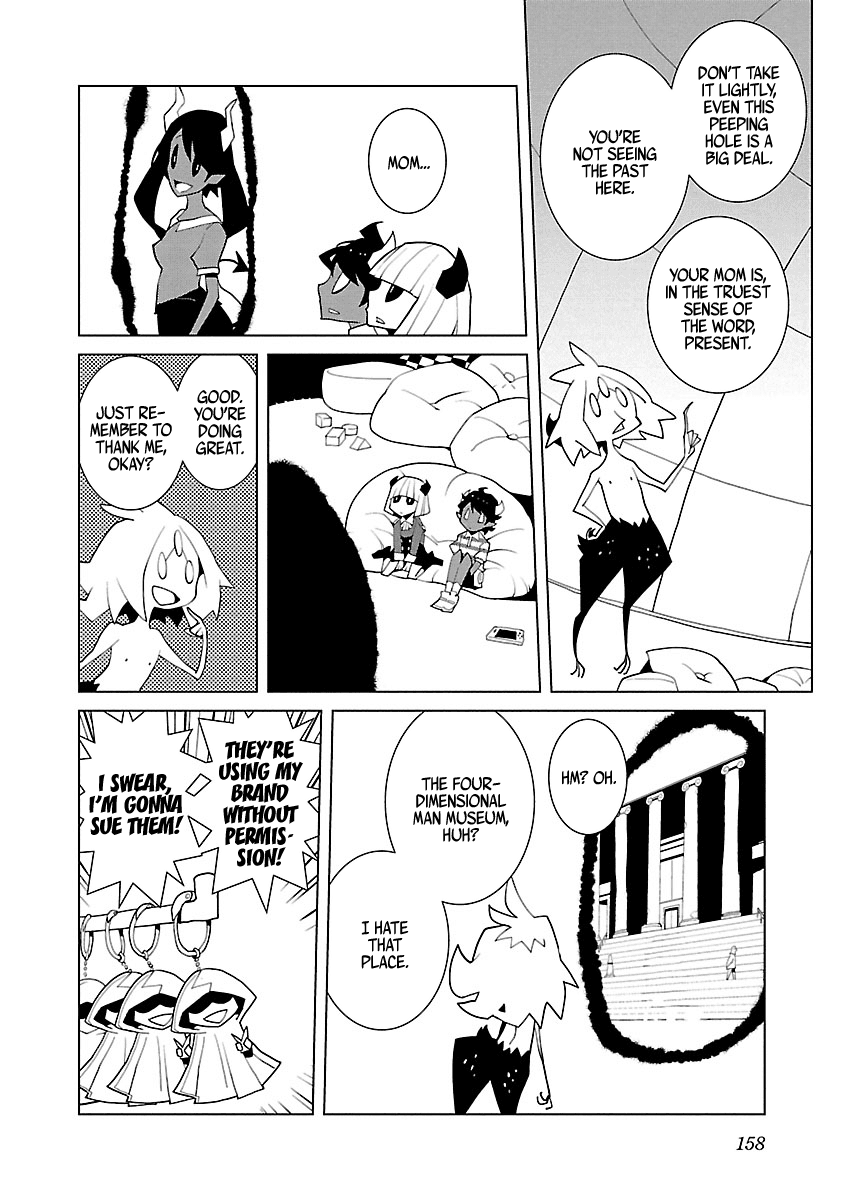 DON'T TAKE
IT LIGHTLY,
EVEN THIS
PEEPING
HOLE IS A
BIG DEAL.
YOU'RE
NOT SEEING
THE PAST
HERE.
YOUR MOM IS,
IN THE TRUEST
SENSE OF
THE WORD,
PRESENT.
MOM...
GOOD.
YOU'RE
DOING
GREAT.
JUST RE-
MEMBER TO
THANK ME,
OKAY?
HM? OH.
THE FOUR-
DIMENSIONAL
MAN MUSEUM,
HUH?
I HATE
THAT
PLACE.
THEY'RE
USING MY
BRAND
WITHOUT
PERMIS-
SION!
I SWEAR,
I'M GONNA
SUE THEM!
158